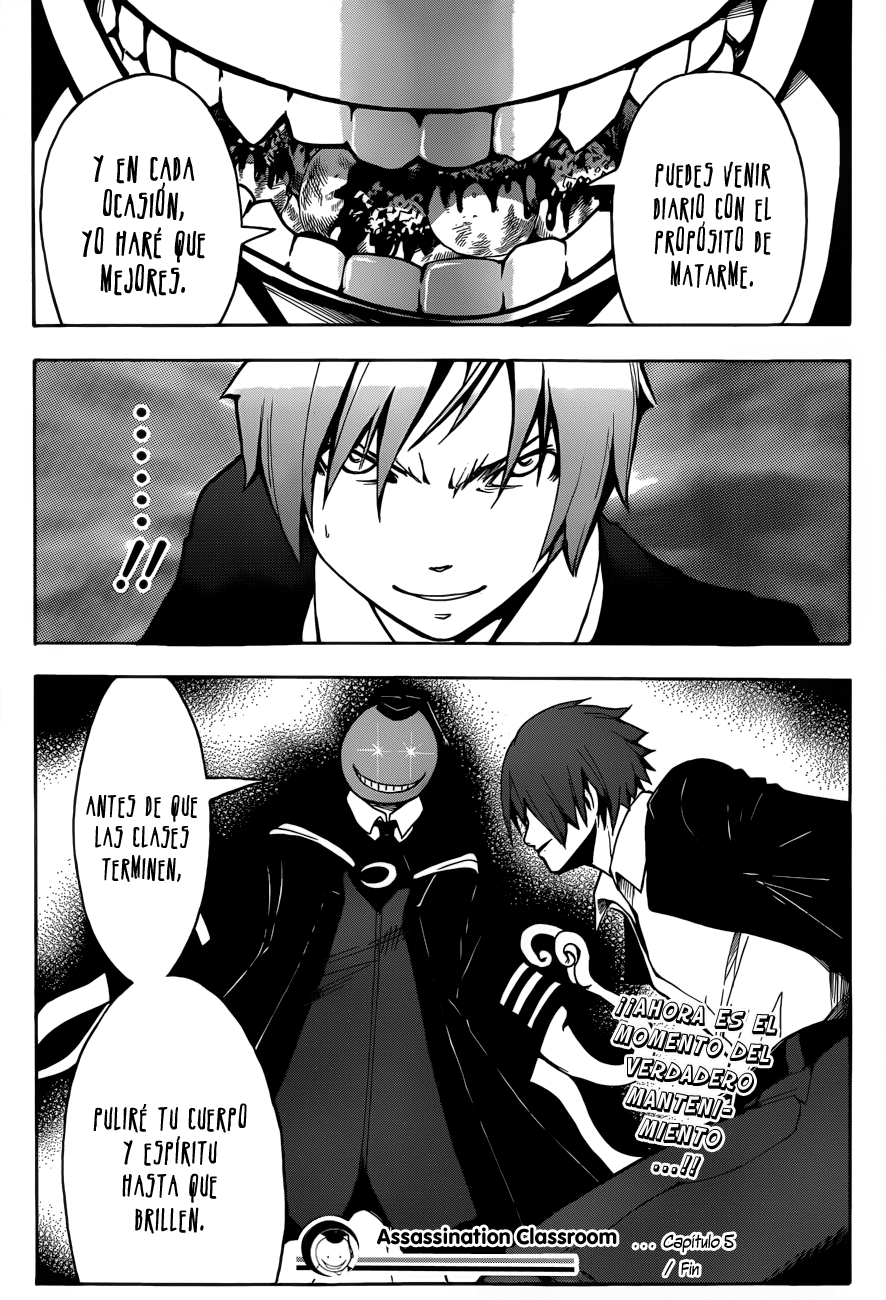 PUEDES VENIR
DIARIO CON EL
PROPÓSITO DE
MATARME.
Y EN CADA
OCASIÓN,
YO HARÉ QUE
MEJORES.
.......!!
ANTES DE QUE
LAS CLASES
TERMINEN,
PULIRÉ TU CUERPO
Y ESPÍRITU
HASTA QUE
BRILLEN.
¡¡AHORA ES EL
MOMENTO DEL
VERDADERO
MANTENI-
MIENTO
...!!
Assassination Classroom
... Capítulo 5
/ Fin